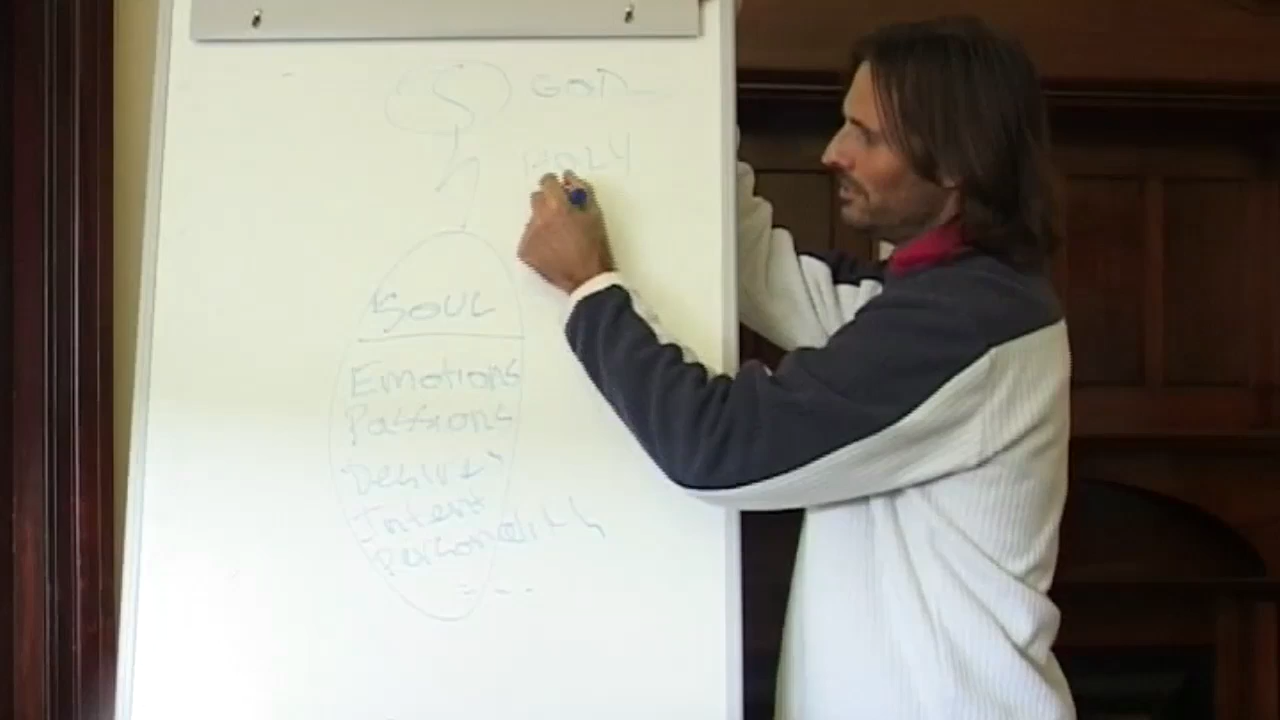 GOD
HOLY
SOUL
Emotions
Passions
Desires
Intent
personality